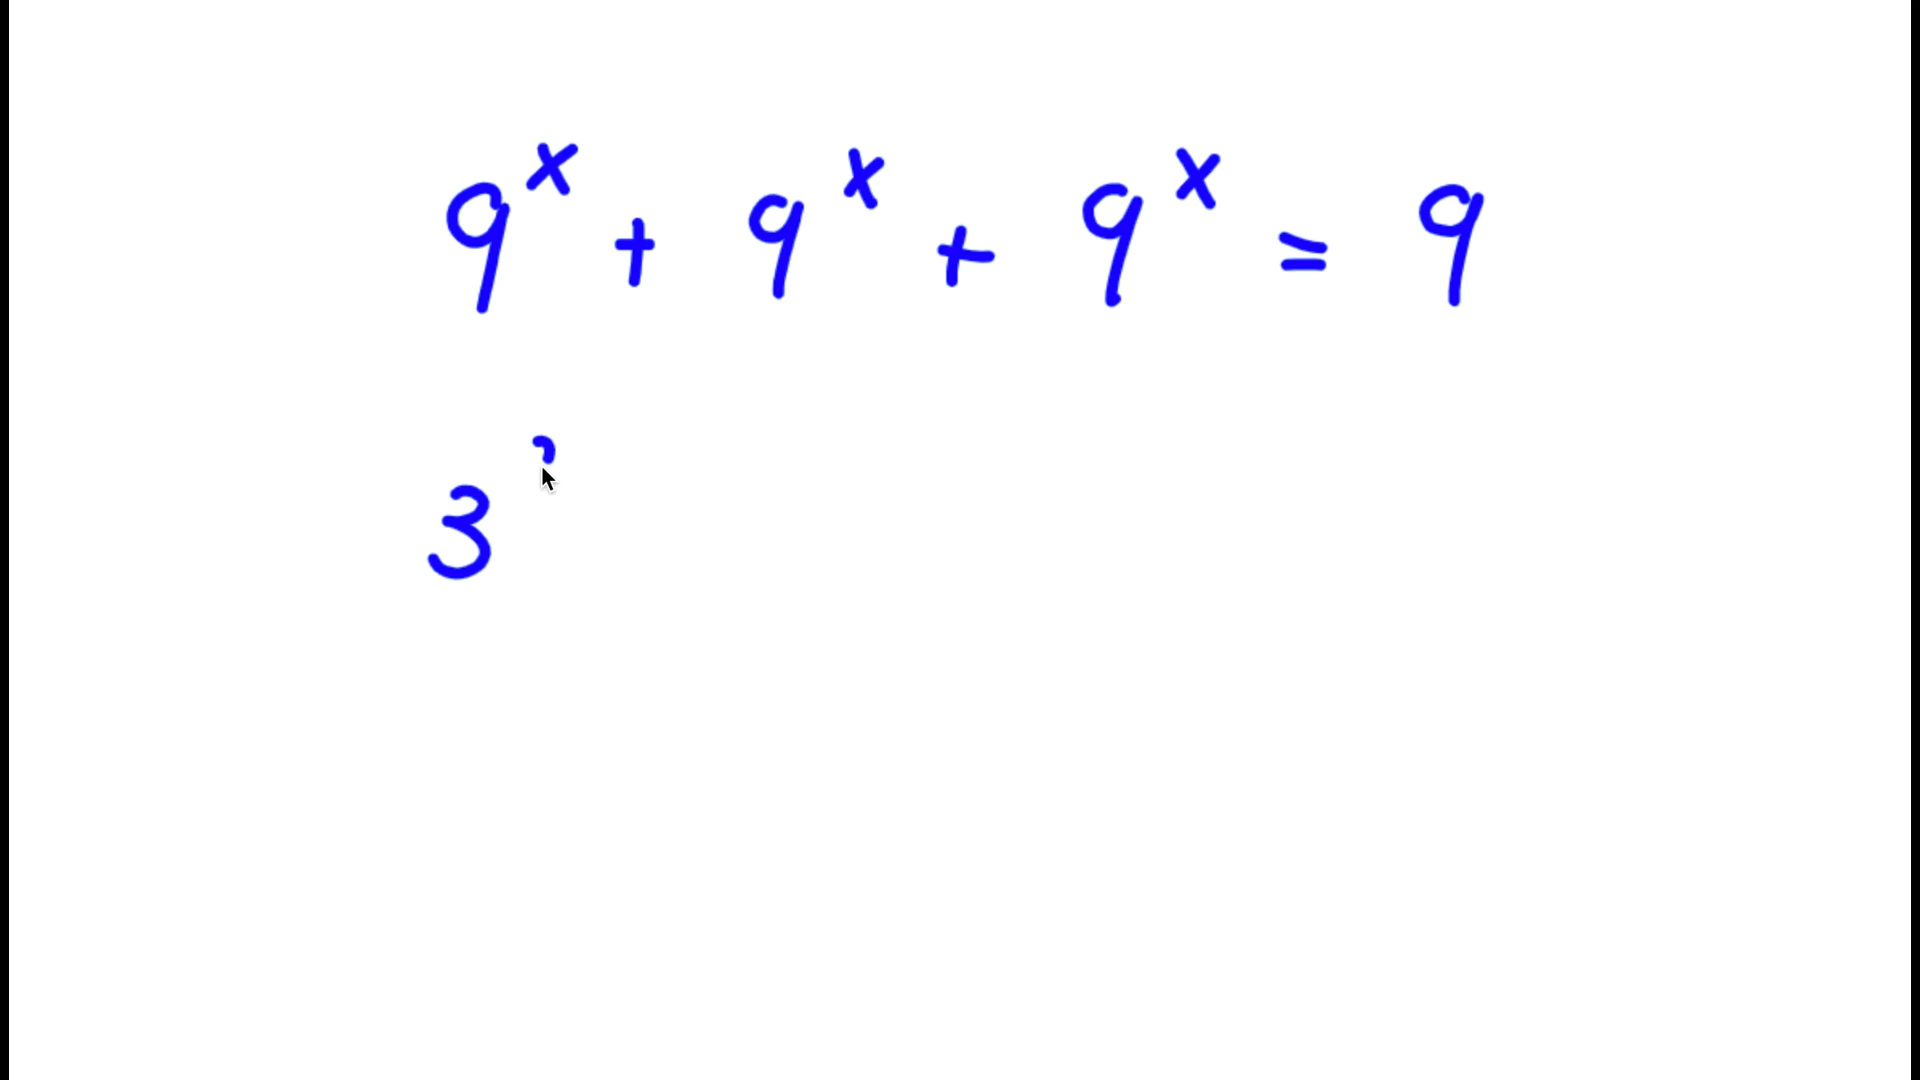 9^x + 9^x + 9^x = 9
3